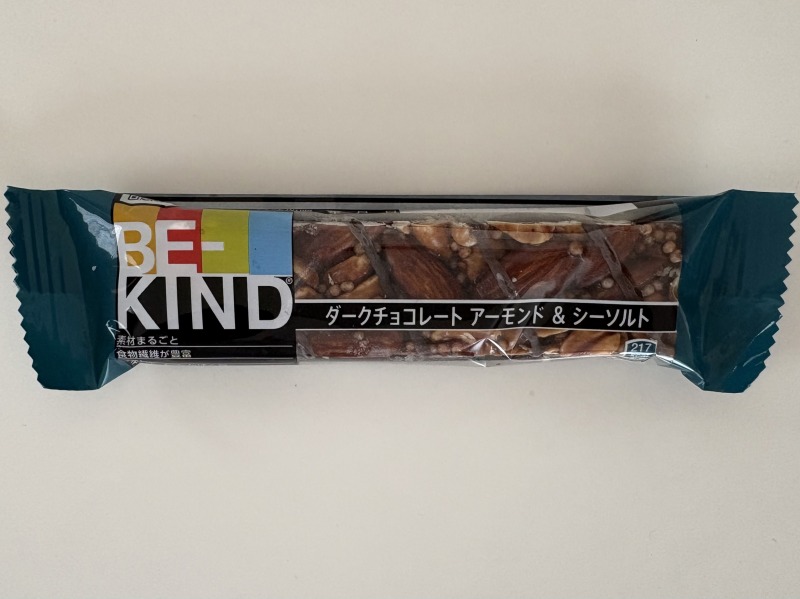 BE-
KIND®
素材まるごと
食物繊維が豊富
ダークチョコレート アーモンド & シーソルト
217